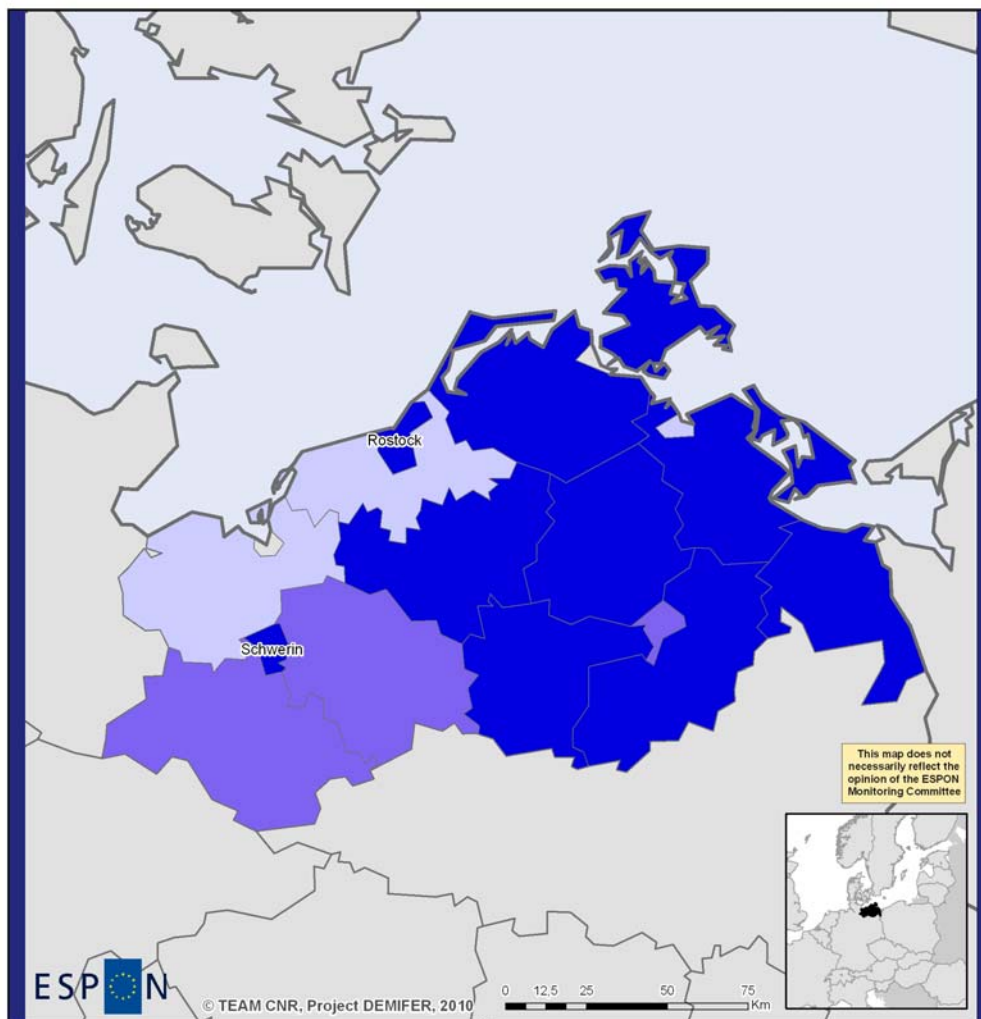 Rostock
Schwerin
This map does not
necessarily reflect the
opinion of the ESPON
Monitoring Committee
ESPON
© TEAM CNR, Project DEMIFER, 2010
0 12,5 25 50 75
Km